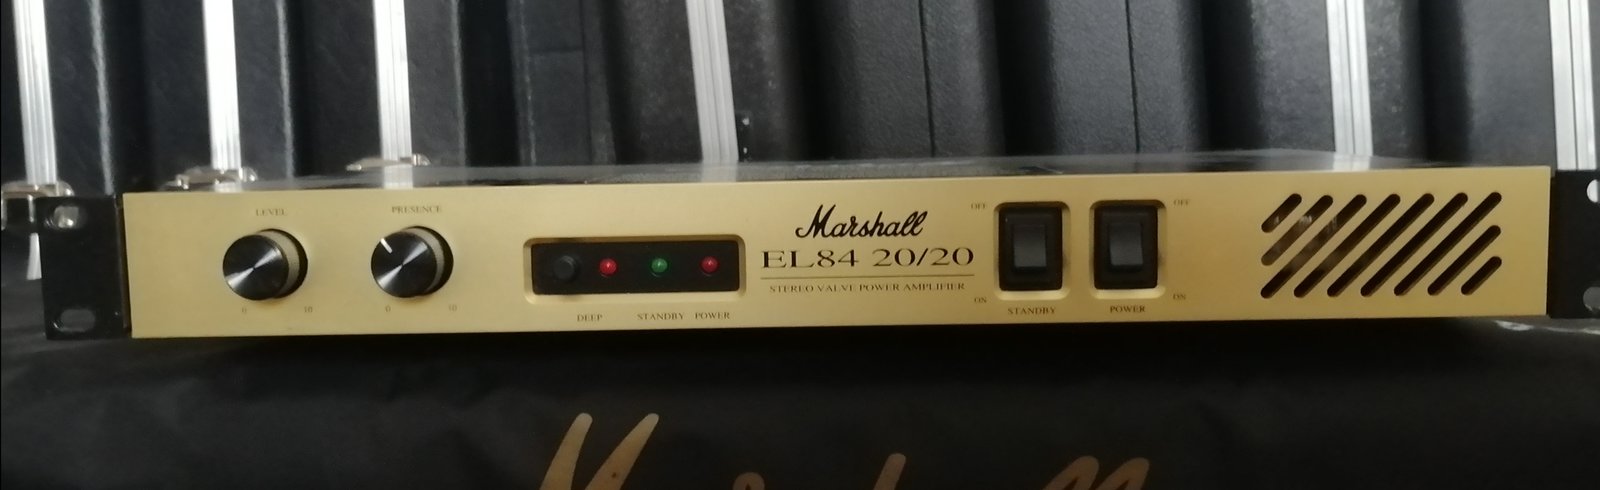 LEVEL
PRESENCE
0 10
0 10
Marshall
EL84 20/20
STEREO VALVE POWER AMPLIFIER
DEEP STANDBY POWER
OFF
ON
STANDBY
OFF
ON
POWER
Marshall